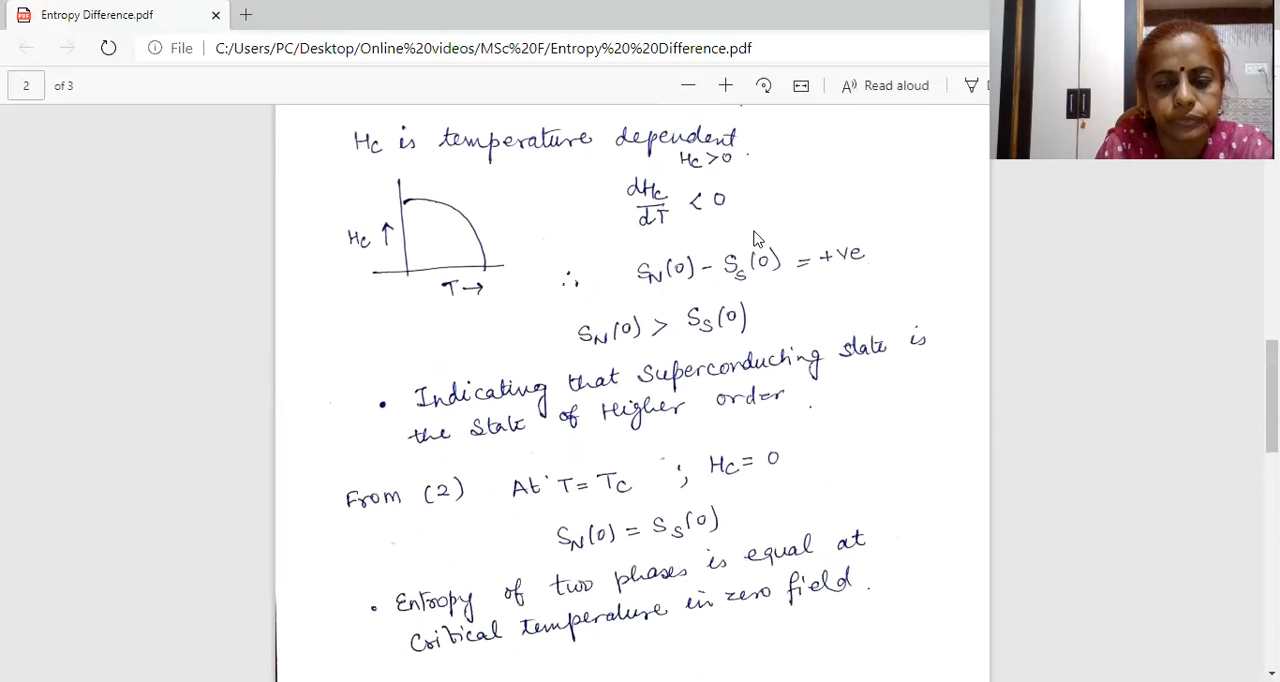 Entropy Difference.pdf
File C:/Users/PC/Desktop/Online%20videos/MSc%20F/Entropy%20%20Difference.pdf
2 of 3 Read aloud
Hc is temperature dependent.
Hc > 0
dHc/dT < 0
Hc ↑
T →
∴ SN(0) - Ss(0) = +ve
SN(0) > Ss(0)
• Indicating that Superconducting state is
the state of Higher order.
From (2) At T = Tc ; Hc = 0
SN(0) = Ss(0)
• Entropy of two phases is equal at
critical temperature in zero field.